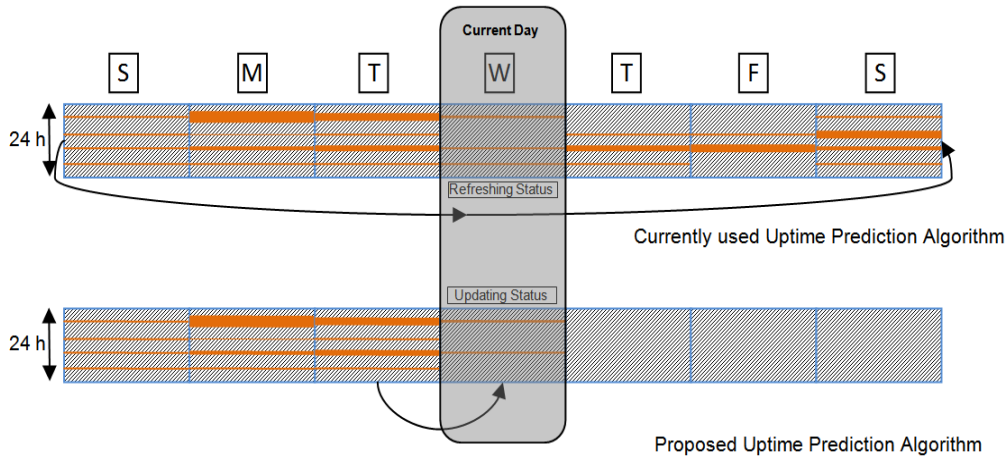 Current Day
S M T W T F S
24 h
Refreshing Status
Currently used Uptime Prediction Algorithm
Updating Status
24 h
Proposed Uptime Prediction Algorithm